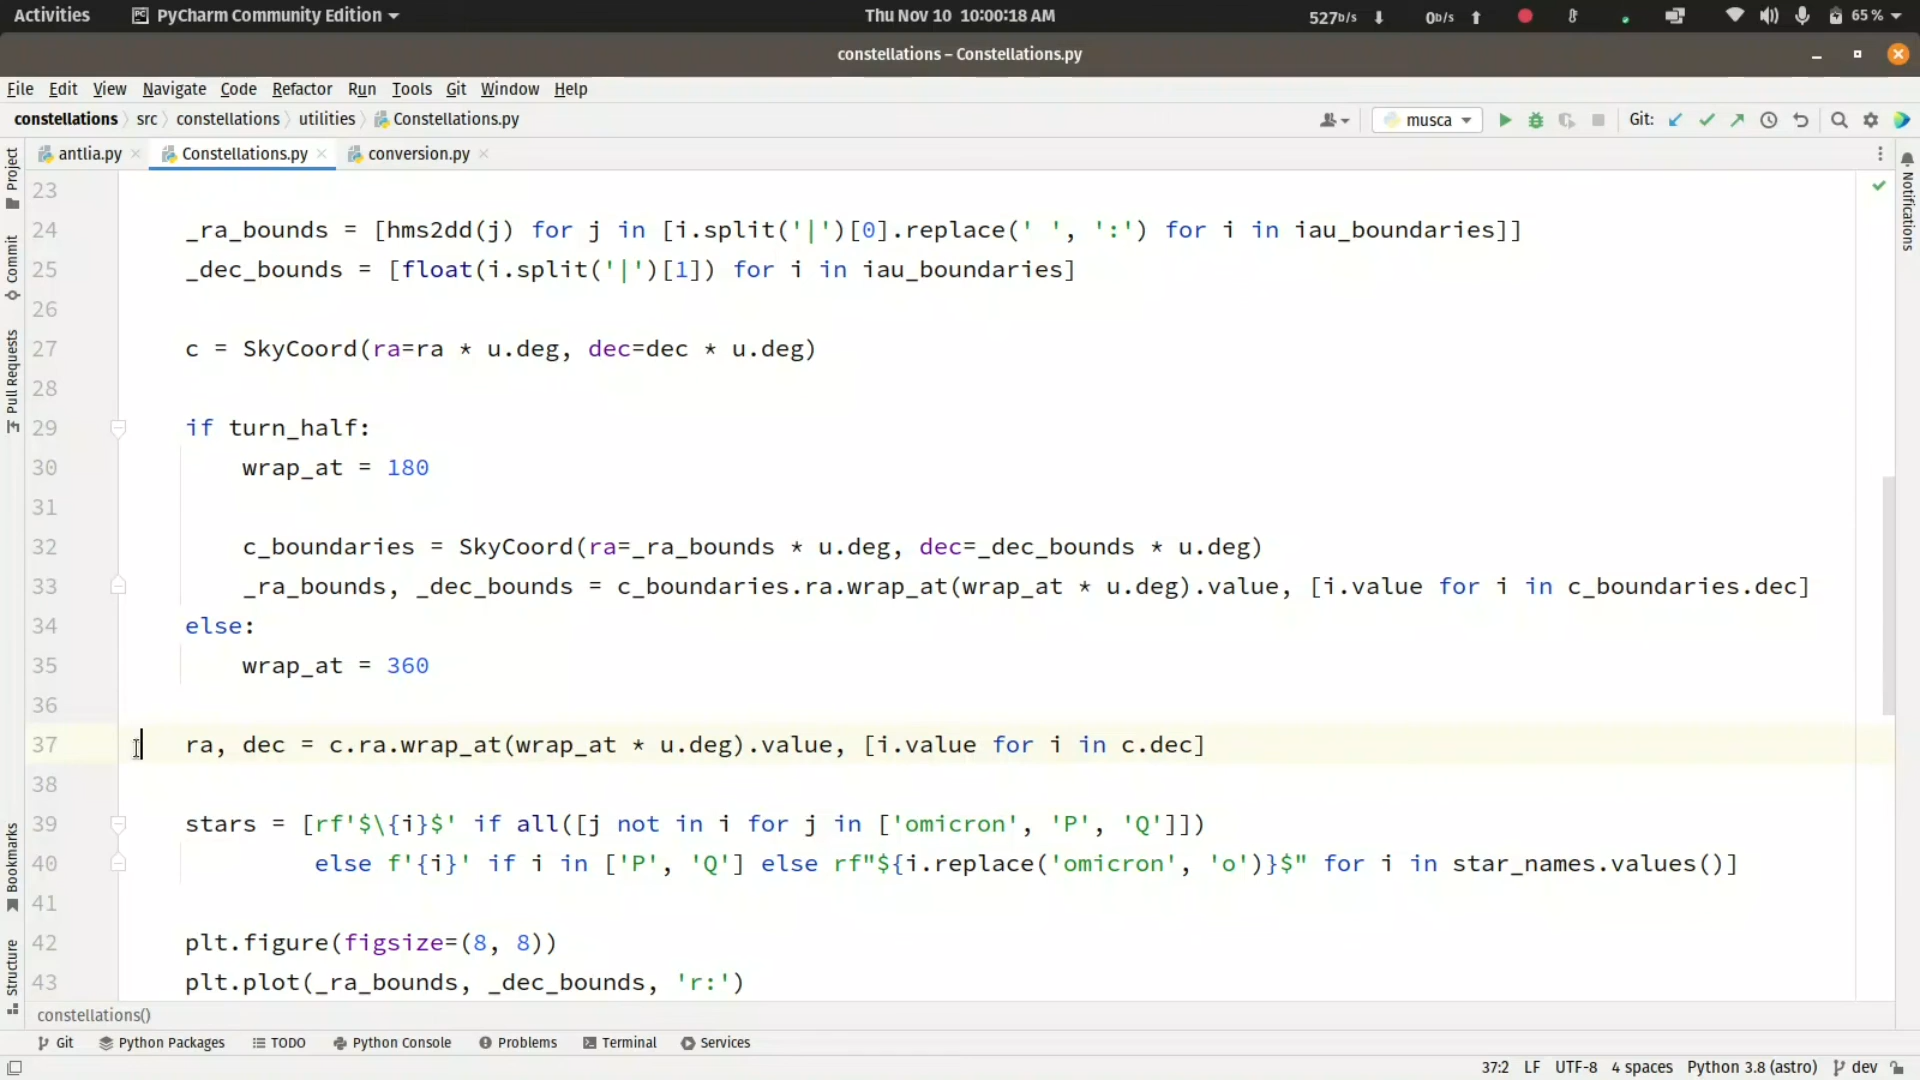 Activities PyCharm Community Edition Thu Nov 10 10:00:18 AM 527b/s 0b/s 65 %
constellations – Constellations.py
File Edit View Navigate Code Refactor Run Tools Git Window Help
constellations src constellations utilities Constellations.py musca Git:
antlia.py Constellations.py conversion.py
Project
Commit
Pull Requests
Bookmarks
Structure
Notifications
23
24 _ra_bounds = [hms2dd(j) for j in [i.split('|')[0].replace(' ', ':') for i in iau_boundaries]]
25 _dec_bounds = [float(i.split('|')[1]) for i in iau_boundaries]
26
27 c = SkyCoord(ra=ra * u.deg, dec=dec * u.deg)
28
29 if turn_half:
30 wrap_at = 180
31
32 c_boundaries = SkyCoord(ra=_ra_bounds * u.deg, dec=_dec_bounds * u.deg)
33 _ra_bounds, _dec_bounds = c_boundaries.ra.wrap_at(wrap_at * u.deg).value, [i.value for i in c_boundaries.dec]
34 else:
35 wrap_at = 360
36
37 ra, dec = c.ra.wrap_at(wrap_at * u.deg).value, [i.value for i in c.dec]
38
39 stars = [rf'$\{i}$' if all([j not in i for j in ['omicron', 'P', 'Q']])
40 else f'{i}' if i in ['P', 'Q'] else rf"${i.replace('omicron', 'o')}$" for i in star_names.values()]
41
42 plt.figure(figsize=(8, 8))
43 plt.plot(_ra_bounds, _dec_bounds, 'r:')
constellations()
Git Python Packages TODO Python Console Problems Terminal Services
37:2 LF UTF-8 4 spaces Python 3.8 (astro) dev